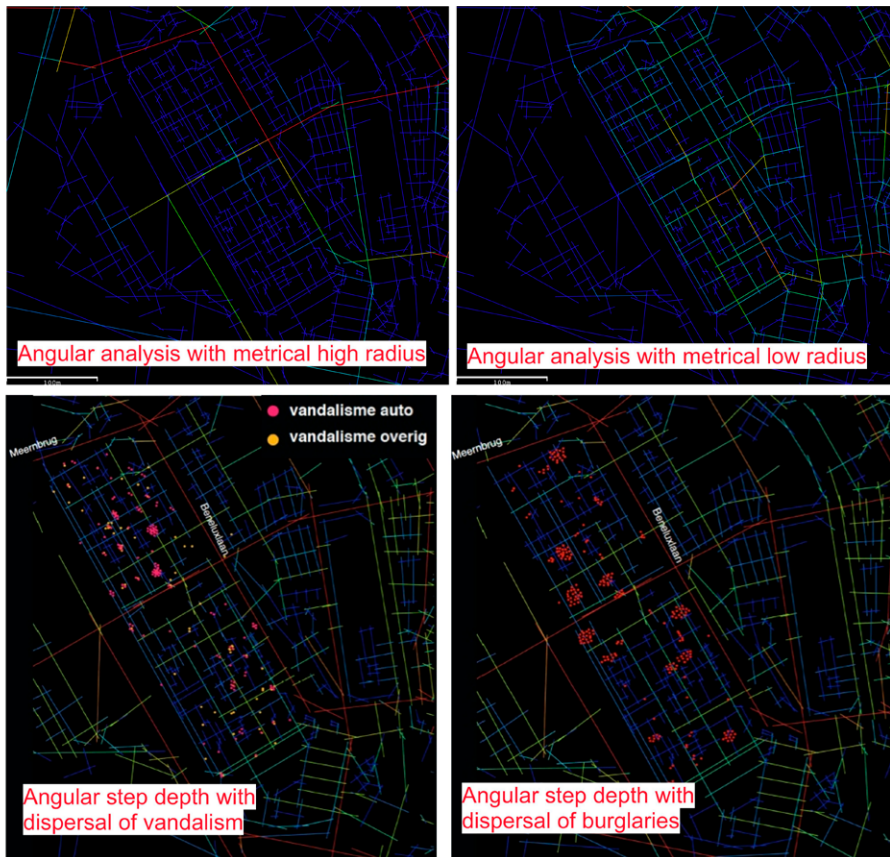 Angular analysis with metrical high radius
100m
Angular analysis with metrical low radius
100m
vandalisme auto
vandalisme overig
Meernbrug
Beneluxlaan
Angular step depth with
dispersal of vandalism
Meernbrug
Beneluxlaan
Angular step depth with
dispersal of burglaries